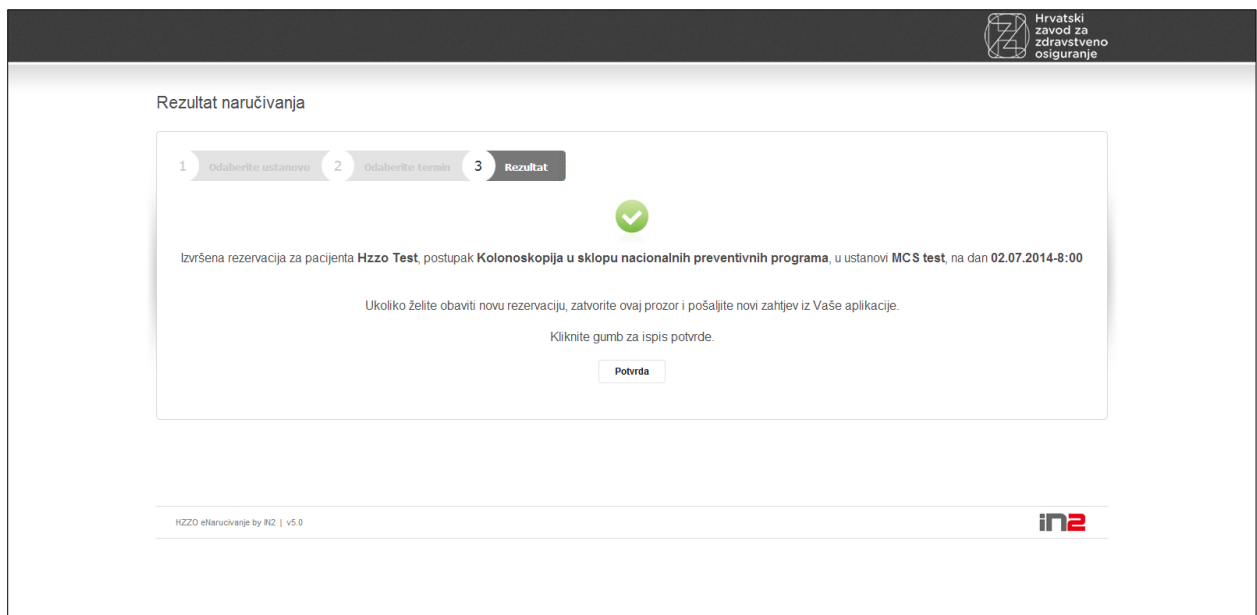 Hrvatski
zavod za
zdravstveno
osiguranje
Rezultat naručivanja
1 Odaberite ustanovu 2 Odaberite termin 3 Rezultat
Izvršena rezervacija za pacijenta Hzzo Test, postupak Kolonoskopija u sklopu nacionalnih preventivnih programa, u ustanovi MCS test, na dan 02.07.2014-8:00
Ukoliko želite obaviti novu rezervaciju, zatvorite ovaj prozor i pošaljite novi zahtjev iz Vaše aplikacije.
Kliknite gumb za ispis potvrde.
Potvrda
HZZO eNarucivanje by IN2 | v5.0
in2